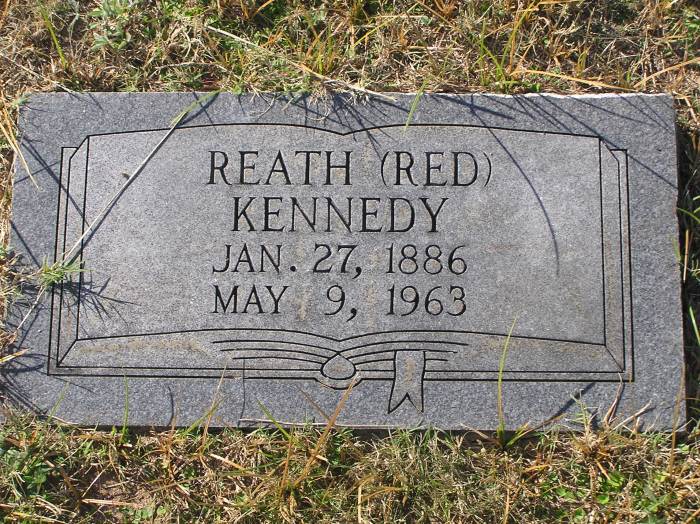 REATH (RED)
KENNEDY
JAN. 27, 1886
MAY 9, 1963